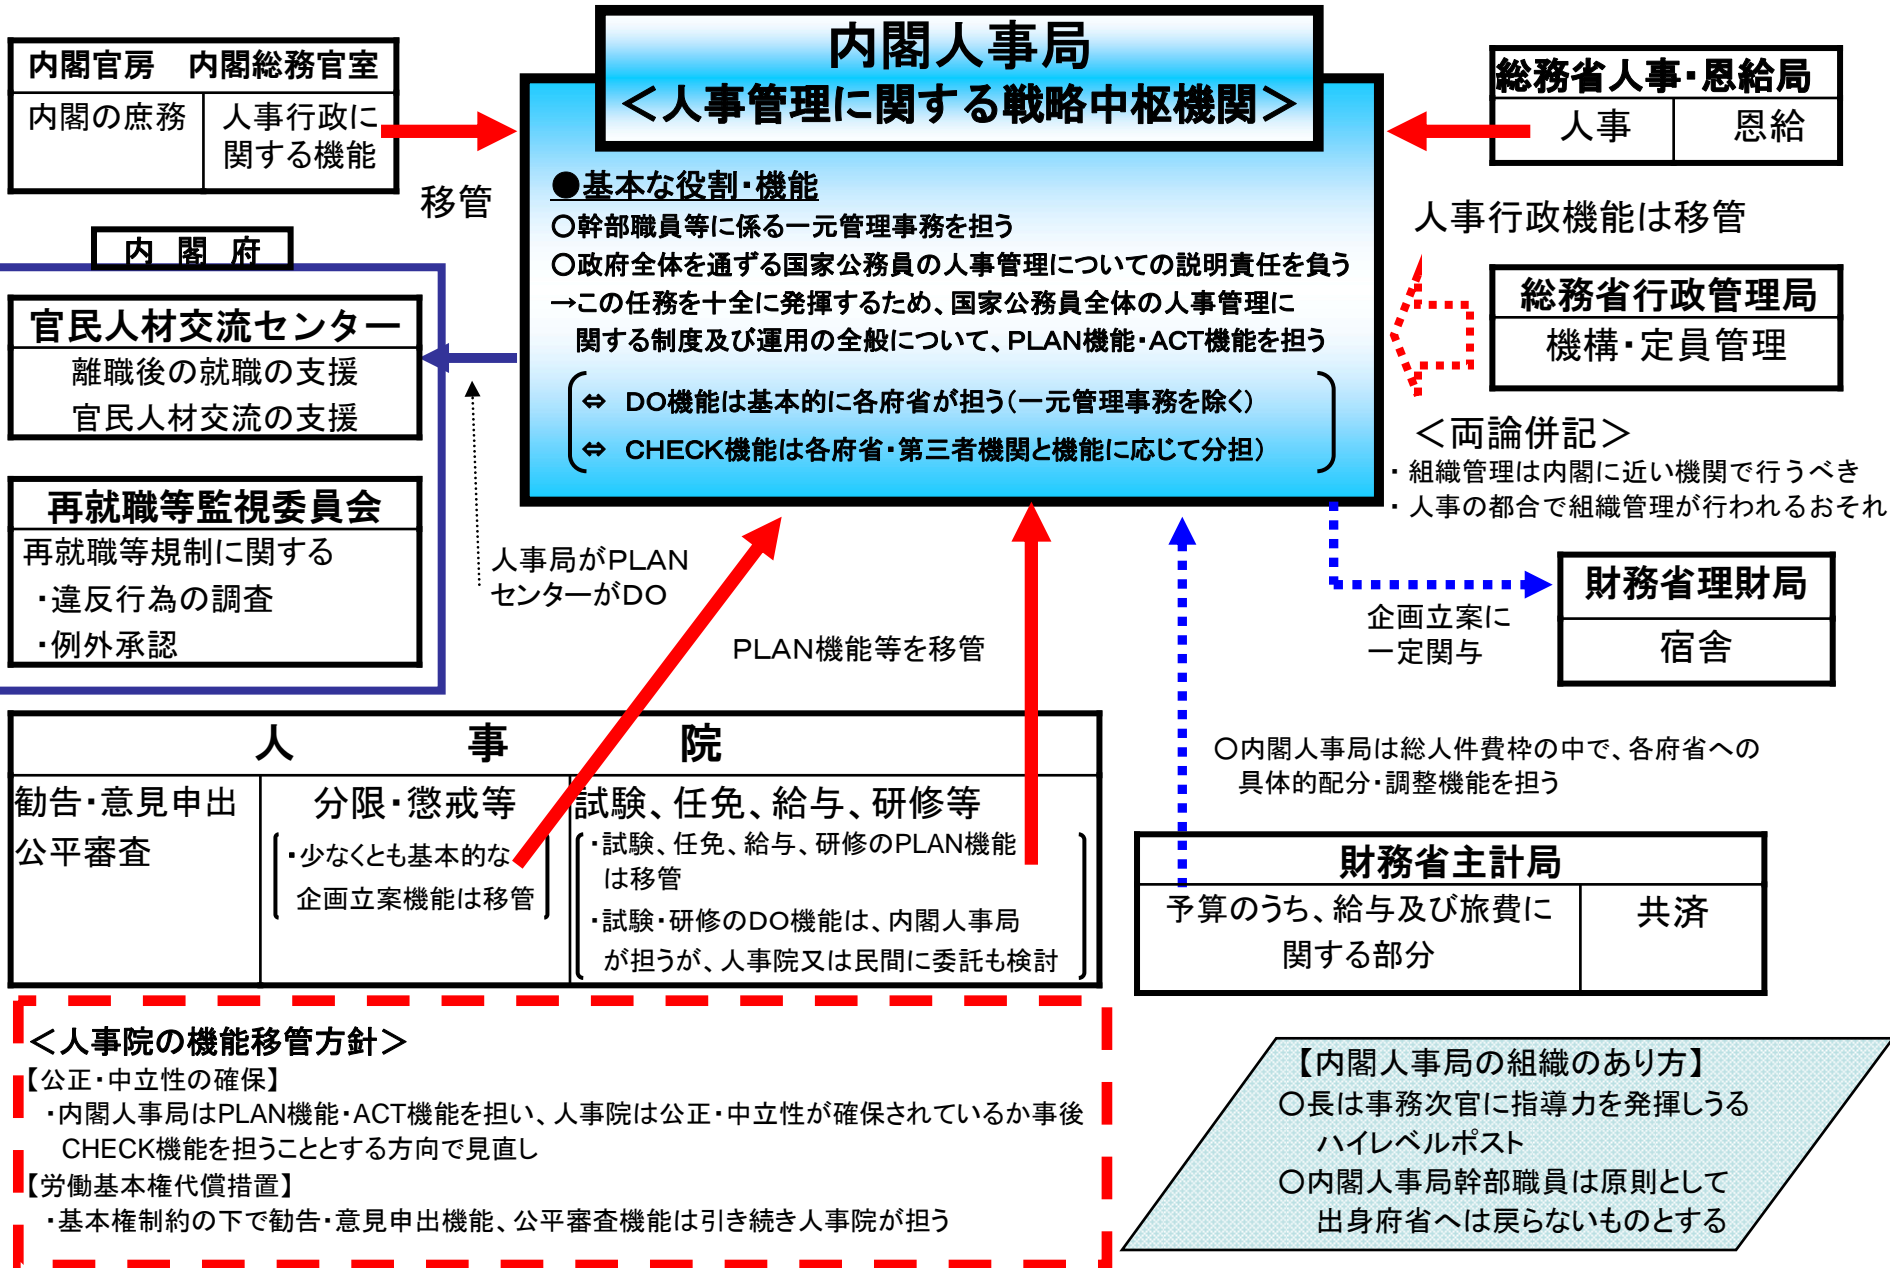 内閣人事局
＜人事管理に関する戦略中枢機関＞
内閣官房　内閣総務官室
内閣の庶務
人事行政に
関する機能
移管
総務省人事・恩給局
人事
恩給
人事行政機能は移管
●基本な役割・機能
○幹部職員等に係る一元管理事務を担う
○政府全体を通ずる国家公務員の人事管理についての説明責任を負う
→この任務を十全に発揮するため、国家公務員全体の人事管理に
関する制度及び運用の全般について、PLAN機能・ACT機能を担う
⇔　DO機能は基本的に各府省が担う（一元管理事務を除く）
⇔　CHECK機能は各府省・第三者機関と機能に応じて分担）
内　閣　府
官民人材交流センター
離職後の就職の支援
官民人材交流の支援
再就職等監視委員会
再就職等規制に関する
・違反行為の調査
・例外承認
人事局がPLAN
センターがDO
総務省行政管理局
機構・定員管理
＜両論併記＞
・組織管理は内閣に近い機関で行うべき
・人事の都合で組織管理が行われるおそれ
財務省理財局
宿舎
企画立案に
一定関与
PLAN機能等を移管
人　事　院
勧告・意見申出
公平審査
分限・懲戒等
・少なくとも基本的な
企画立案機能は移管
試験、任免、給与、研修等
・試験、任免、給与、研修のPLAN機能
は移管
・試験・研修のDO機能は、内閣人事局
が担うが、人事院又は民間に委託も検討
○内閣人事局は総人件費枠の中で、各府省への
具体的配分・調整機能を担う
財務省主計局
予算のうち、給与及び旅費に
関する部分
共済
＜人事院の機能移管方針＞
【公正・中立性の確保】
・内閣人事局はPLAN機能・ACT機能を担い、人事院は公正・中立性が確保されているか事後
CHECK機能を担うこととする方向で見直し
【労働基本権代償措置】
・基本権制約の下で勧告・意見申出機能、公平審査機能は引き続き人事院が担う
【内閣人事局の組織のあり方】
○長は事務次官に指導力を発揮しうる
ハイレベルポスト
○内閣人事局幹部職員は原則として
出身府省へは戻らないものとする